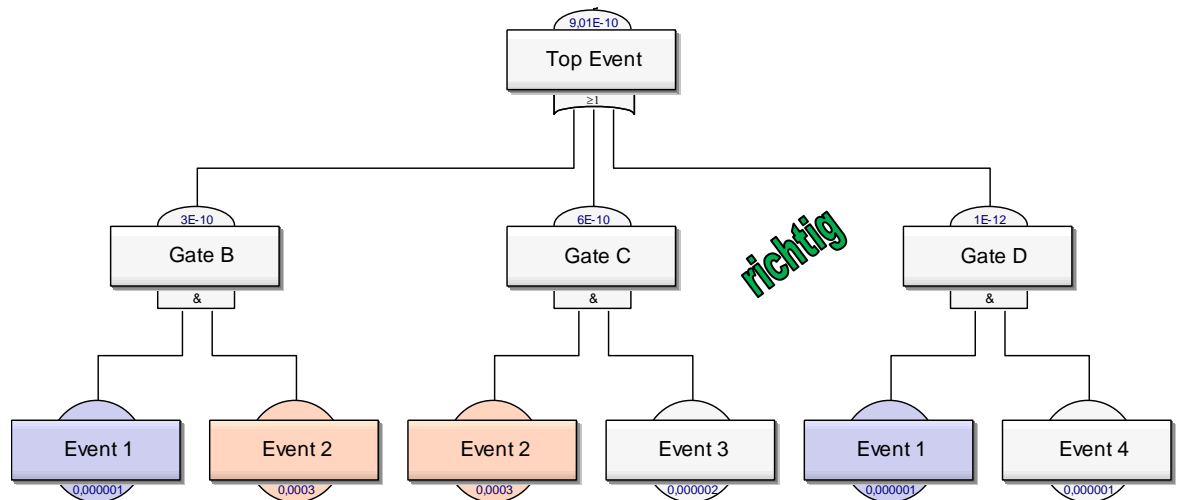 9,01E-10
Top Event
≥1
3E-10
6E-10
1E-12
Gate B
Gate C
Gate D
richtig
&
&
&
Event 1
Event 2
Event 2
Event 3
Event 1
Event 4
0,000001
0,0003
0,0003
0,000002
0,000001
0,000001